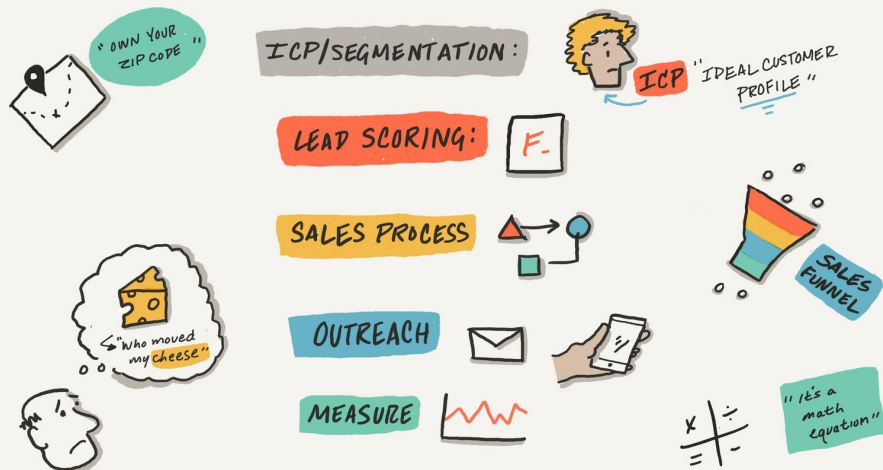 "OWN YOUR
ZIP CODE"
ICP/SEGMENTATION:
ICP
"IDEAL CUSTOMER
PROFILE"
LEAD SCORING:
F.
SALES PROCESS
SALES
FUNNEL
"who moved
my cheese"
OUTREACH
MEASURE
"it's a
math
equation"
x ÷
= -